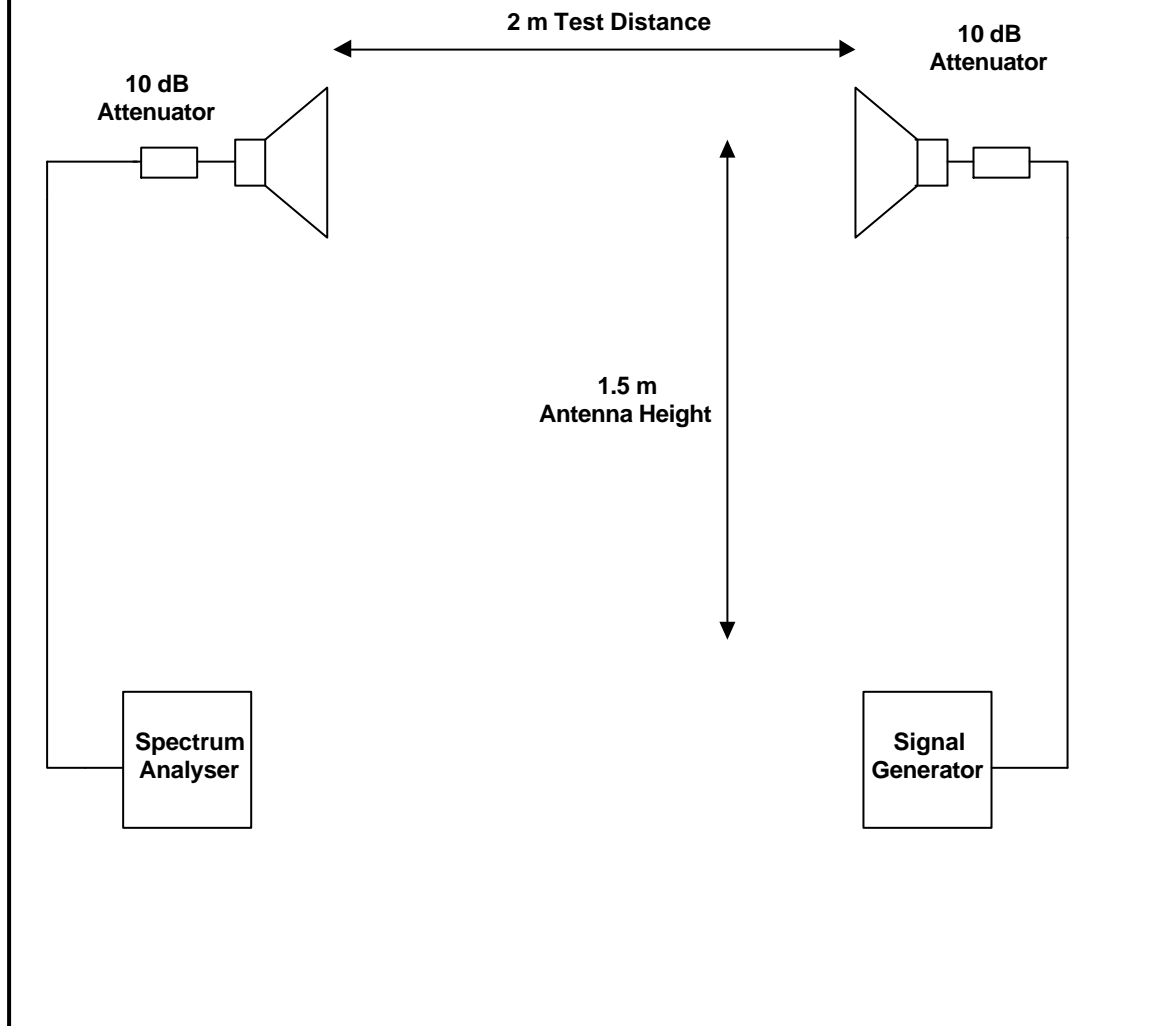 2 m Test Distance
10 dB
Attenuator
10 dB
Attenuator
1.5 m
Antenna Height
Spectrum
Analyser
Signal
Generator